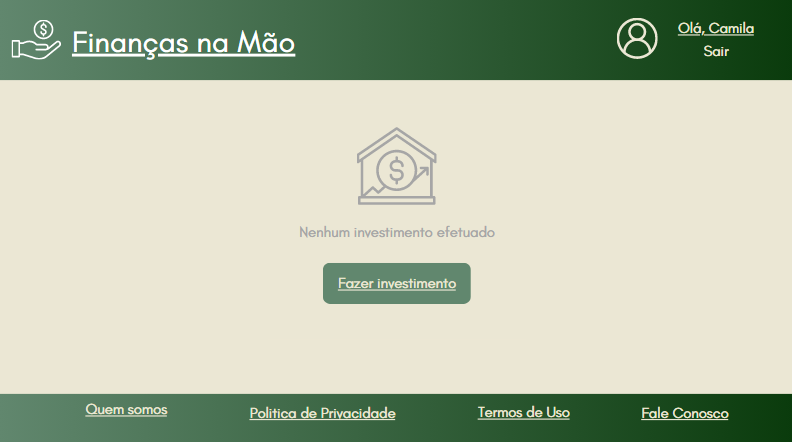 Finanças na Mão
Olá, Camila
Sair
Nenhum investimento efetuado
Fazer investimento
Quem somos
Politica de Privacidade
Termos de Uso
Fale Conosco